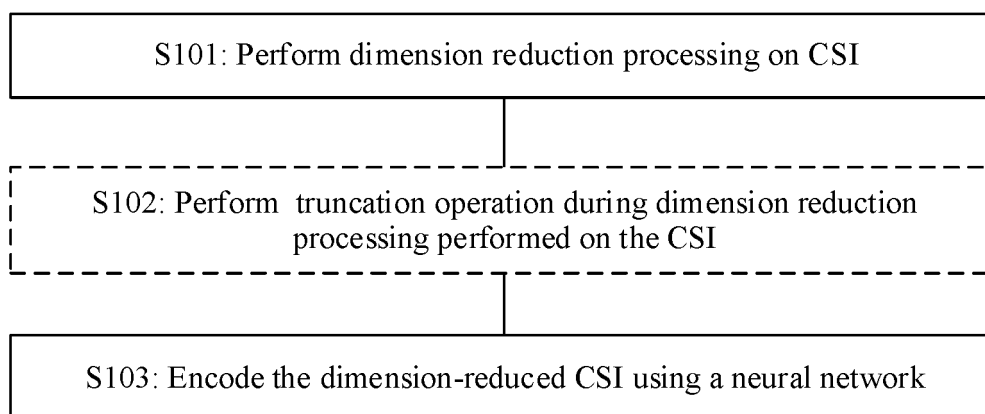 S101: Perform dimension reduction processing on CSI
S102: Perform truncation operation during dimension reduction
processing performed on the CSI
S103: Encode the dimension-reduced CSI using a neural network